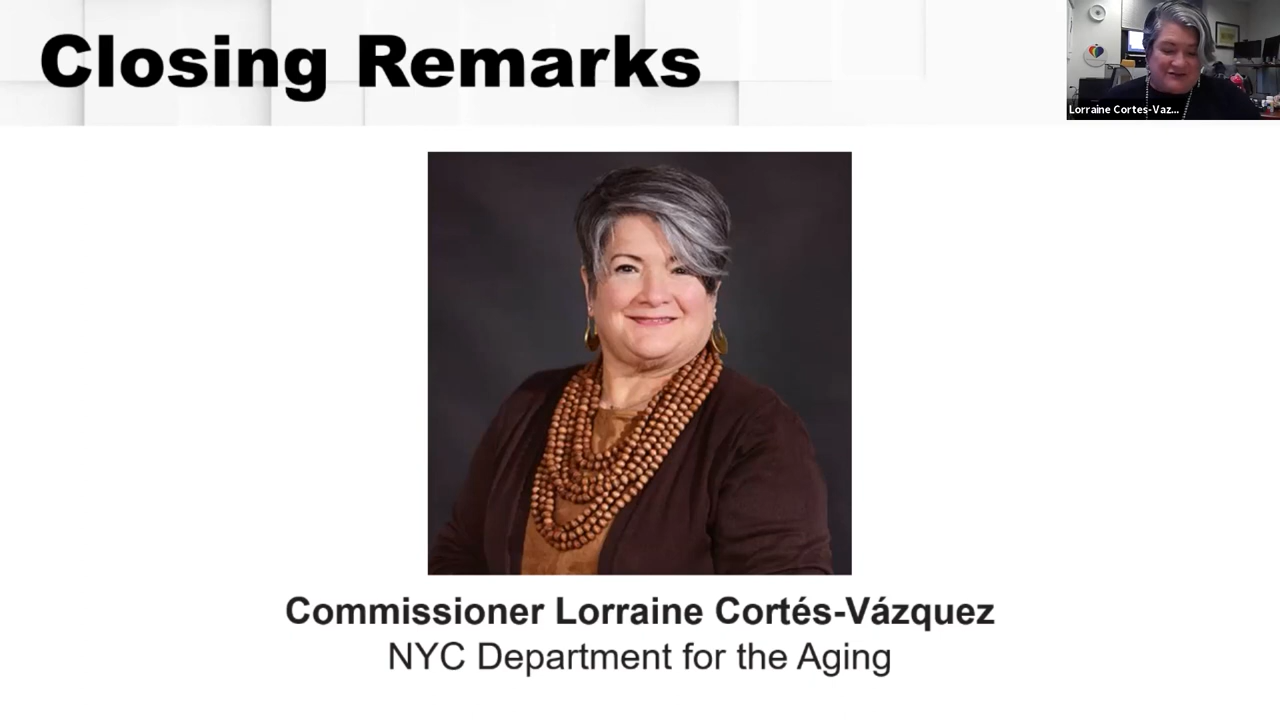 Closing Remarks
Lorraine Cortes-Vaz...
Commissioner Lorraine Cortés-Vázquez
NYC Department for the Aging